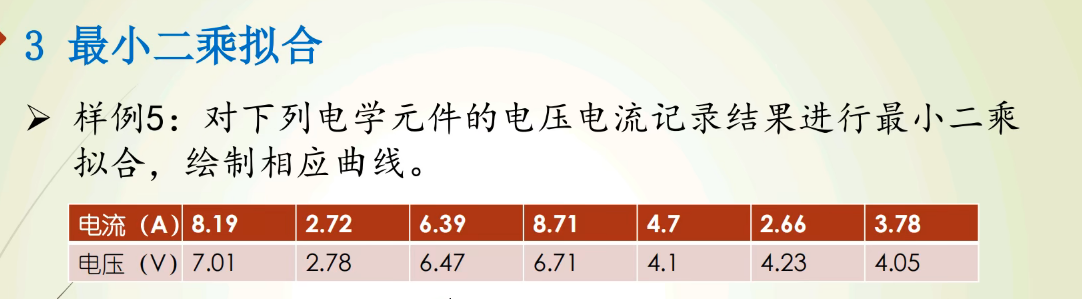 3 最小二乘拟合
➢ 样例5：对下列电学元件的电压电流记录结果进行最小二乘
拟合，绘制相应曲线。
电流（A） 8.19 2.72 6.39 8.71 4.7 2.66 3.78
电压（V） 7.01 2.78 6.47 6.71 4.1 4.23 4.05